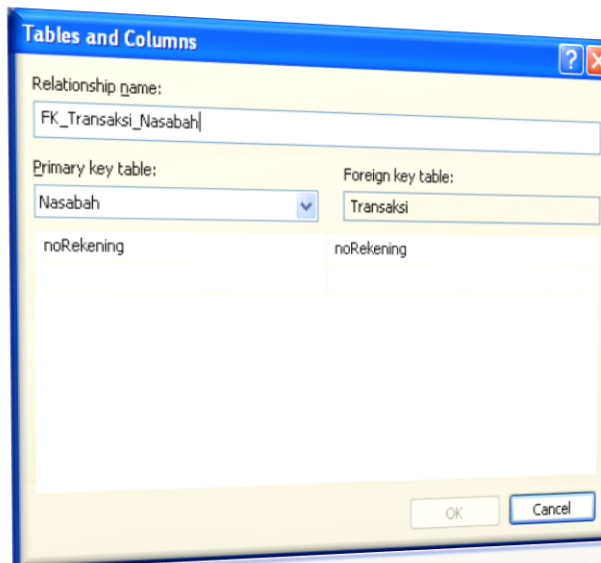 Tables and Columns
Relationship name:
FK_Transaksi_Nasabah
Primary key table:
Foreign key table:
Nasabah
Transaksi
noRekening
noRekening
OK
Cancel